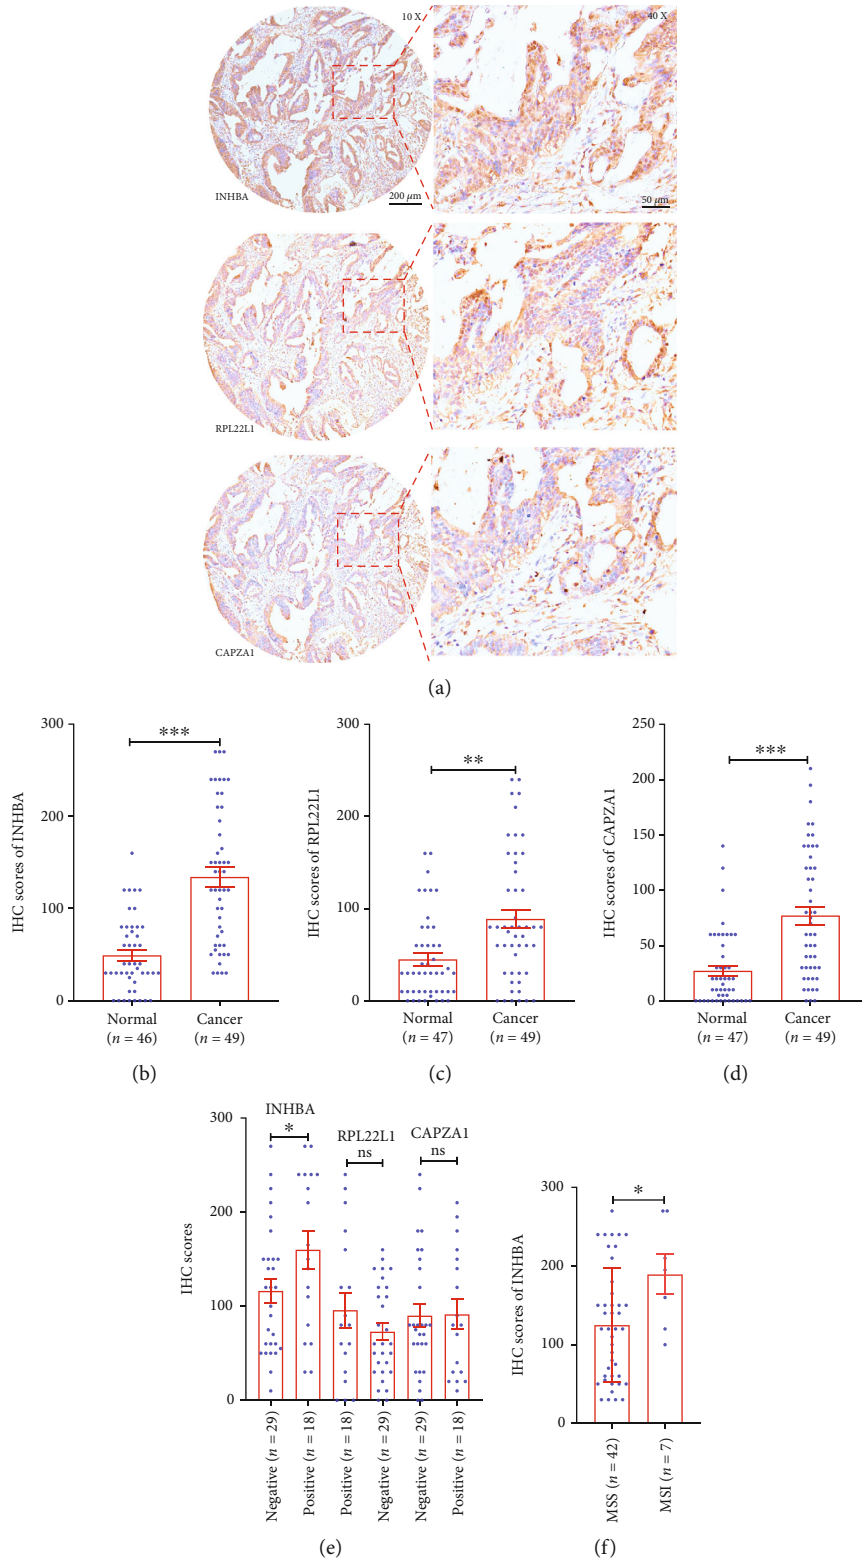 10 X
40 X
INHBA
200 μm
50 μm
RPL22L1
CAPZA1
(a)
IHC scores of INHBA
300
200
100
0
***
Normal
(n = 46)
Cancer
(n = 49)
(b)
IHC scores of RPL22L1
300
200
100
0
**
Normal
(n = 47)
Cancer
(n = 49)
(c)
IHC scores of CAPZA1
250
200
150
100
50
0
***
Normal
(n = 47)
Cancer
(n = 49)
(d)
IHC scores
300
200
100
0
INHBA
*
RPL22L1
ns
CAPZA1
ns
Negative (n = 29)
Positive (n = 18)
Positive (n = 18)
Negative (n = 29)
Negative (n = 29)
Positive (n = 18)
(e)
IHC scores of INHBA
300
200
100
0
*
MSS (n = 42)
MSI (n = 7)
(f)